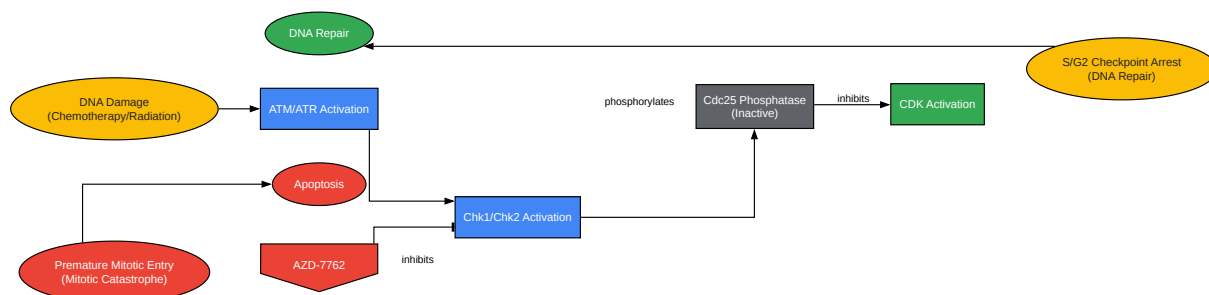 DNA Repair
S/G2 Checkpoint Arrest
(DNA Repair)
DNA Damage
(Chemotherapy/Radiation)
ATM/ATR Activation
phosphorylates
Cdc25 Phosphatase
(Inactive)
inhibits
CDK Activation
Apoptosis
Chk1/Chk2 Activation
Premature Mitotic Entry
(Mitotic Catastrophe)
AZD-7762
inhibits